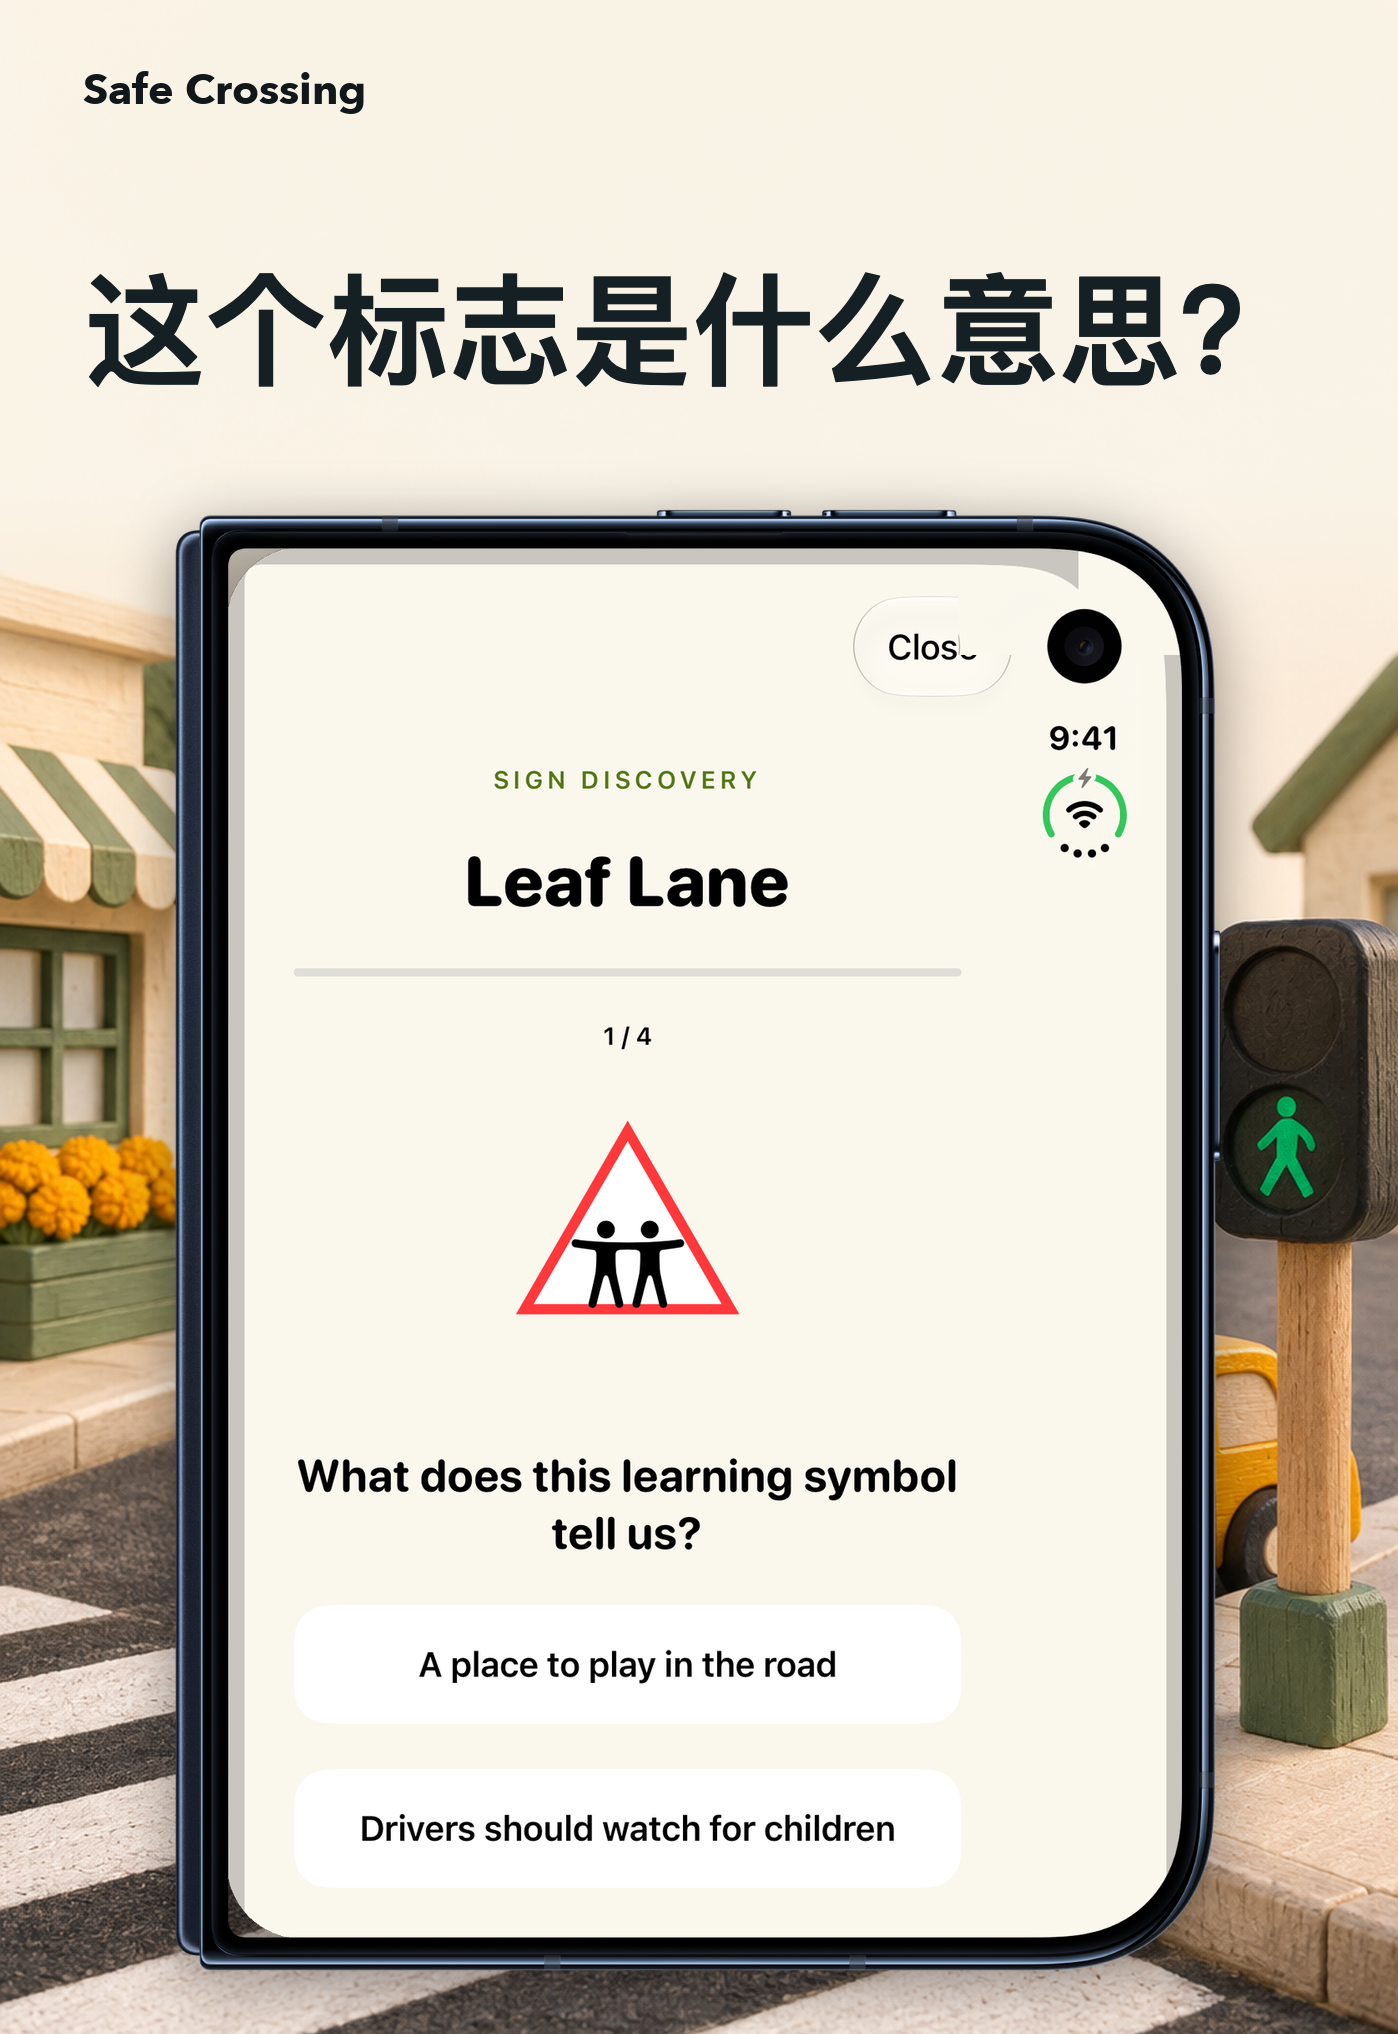 Safe Crossing
这个标志是什么意思?
Close
9:41
SIGN DISCOVERY
Leaf Lane
1 / 4
What does this learning symbol
tell us?
A place to play in the road
Drivers should watch for children